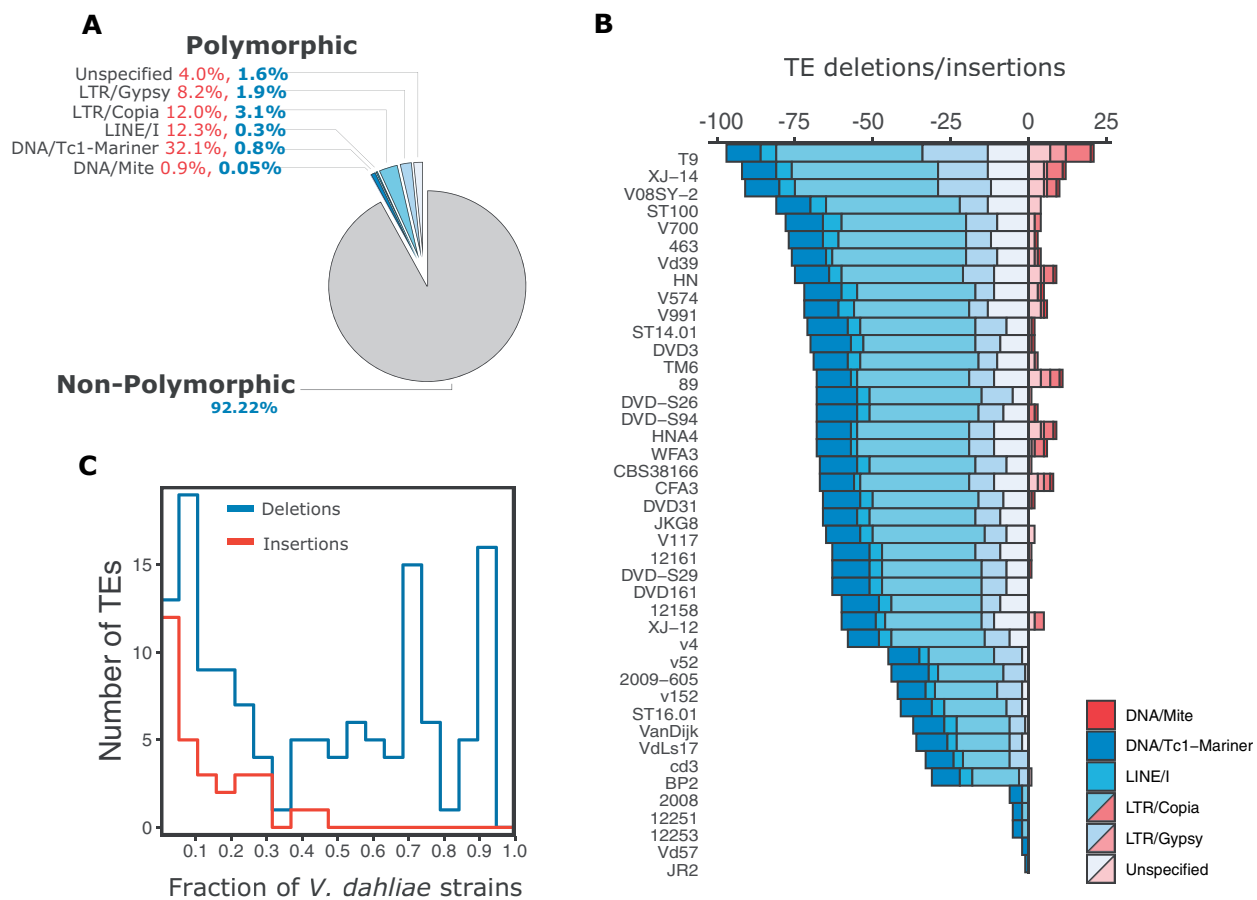 A
Polymorphic
Unspecified 4.0%, 1.6%
LTR/Gypsy 8.2%, 1.9%
LTR/Copia 12.0%, 3.1%
LINE/I 12.3%, 0.3%
DNA/Tc1-Mariner 32.1%, 0.8%
DNA/Mite 0.9%, 0.05%
Non-Polymorphic
92.22%
B
TE deletions/insertions
-100 -75 -50 -25 0 25
T9
XJ-14
V08SY-2
ST100
V700
463
Vd39
HN
V574
V991
ST14.01
DVD3
TM6
89
DVD-S26
DVD-S94
HNA4
WFA3
CBS38166
CFA3
DVD31
JKG8
V117
12161
DVD-S29
DVD161
12158
XJ-12
v4
v52
2009-605
v152
ST16.01
VanDijk
VdLs17
cd3
BP2
2008
12251
12253
Vd57
JR2
DNA/Mite
DNA/Tc1-Mariner
LINE/I
LTR/Copia
LTR/Gypsy
Unspecified
C
Deletions
Insertions
Number of TEs
15
10
5
0
0.1 0.2 0.3 0.4 0.5 0.6 0.7 0.8 0.9 1.0
Fraction of V. dahliae strains